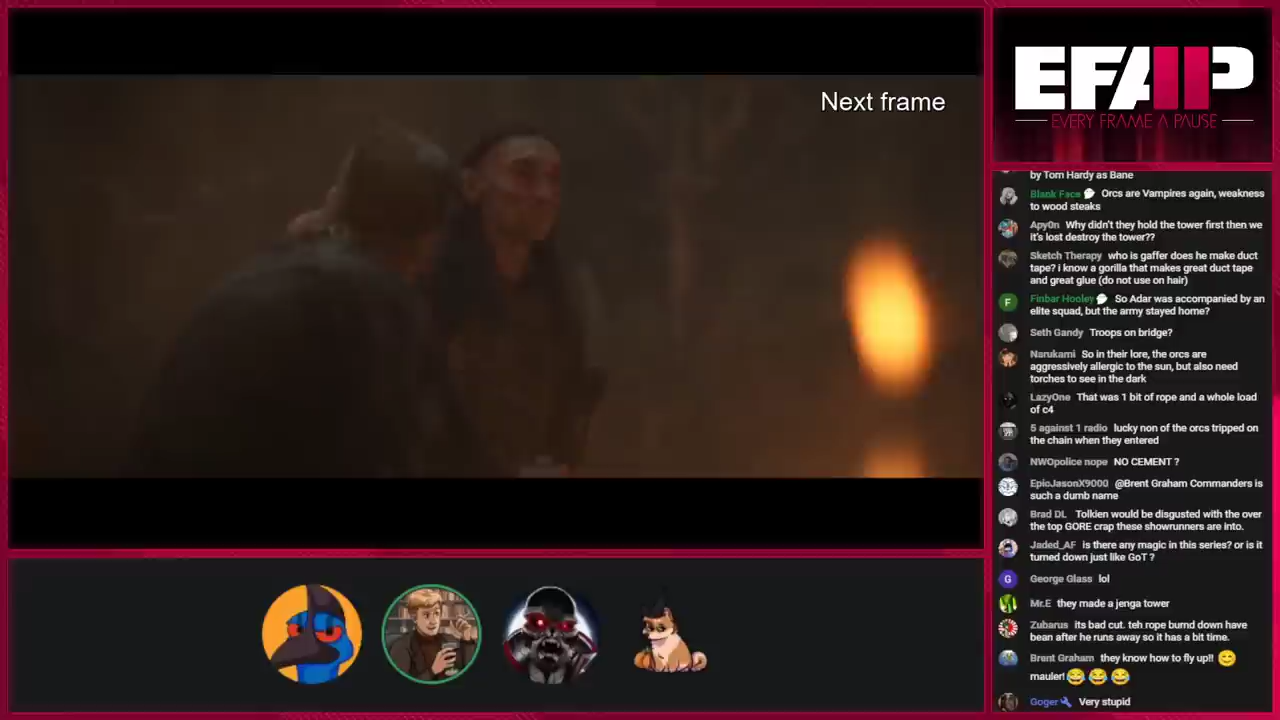 Next frame
EFAP
EVERY FRAME A PAUSE
by Tom Hardy as Bane
Blank Face Orcs are Vampires again, weakness
to wood steaks
Apy0n Why didn't they hold the tower first then we
it's lost destroy the tower??
Sketch Therapy who is gaffer does he make duct
tape? i know a gorilla that makes great duct tape
and great glue (do not use on hair)
F
Finbar Hooley So Adar was accompanied by an
elite squad, but the army stayed home?
Seth Gandy Troops on bridge?
Narukami So in their lore, the orcs are
aggressively allergic to the sun, but also need
torches to see in the dark
LazyOne That was 1 bit of rope and a whole load
of c4
5 against 1 radio lucky non of the orcs tripped on
the chain when they entered
NWOpolice nope NO CEMENT ?
EpicJasonX9000 @Brent Graham Commanders is
such a dumb name
Brad DL Tolkien would be disgusted with the over
the top GORE crap these showrunners are into.
Jaded_AF is there any magic in this series? or is it
turned down just like GoT ?
G
George Glass lol
Mr.E they made a jenga tower
Zubarus its bad cut. teh rope burnd down have
bean after he runs away so it has a bit time.
Brent Graham they know how to fly up!! 😊
mauler!😂😂😂
Goger Very stupid